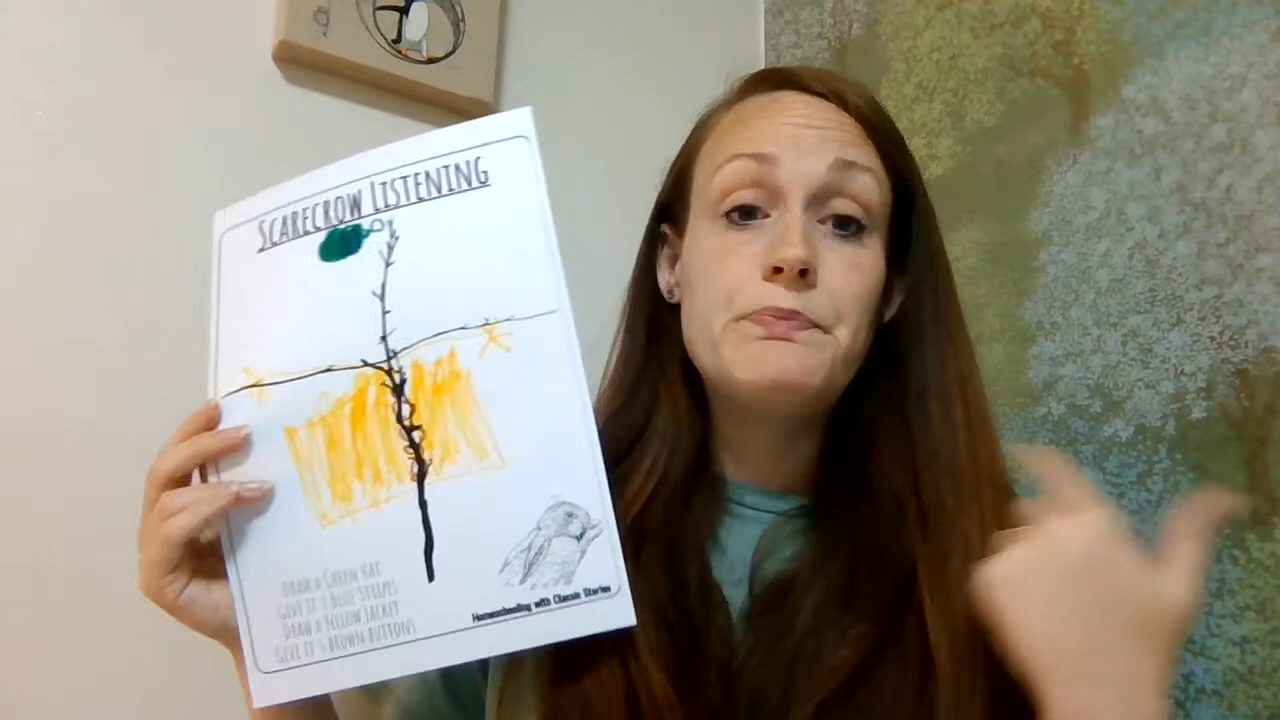 SCARECROW LISTENING
DRAW A GREEN HAT
GIVE IT 3 BLUE STRIPES
DRAW A YELLOW JACKET
GIVE IT 5 BROWN BUTTONS
Homeschooling with Classic Stories